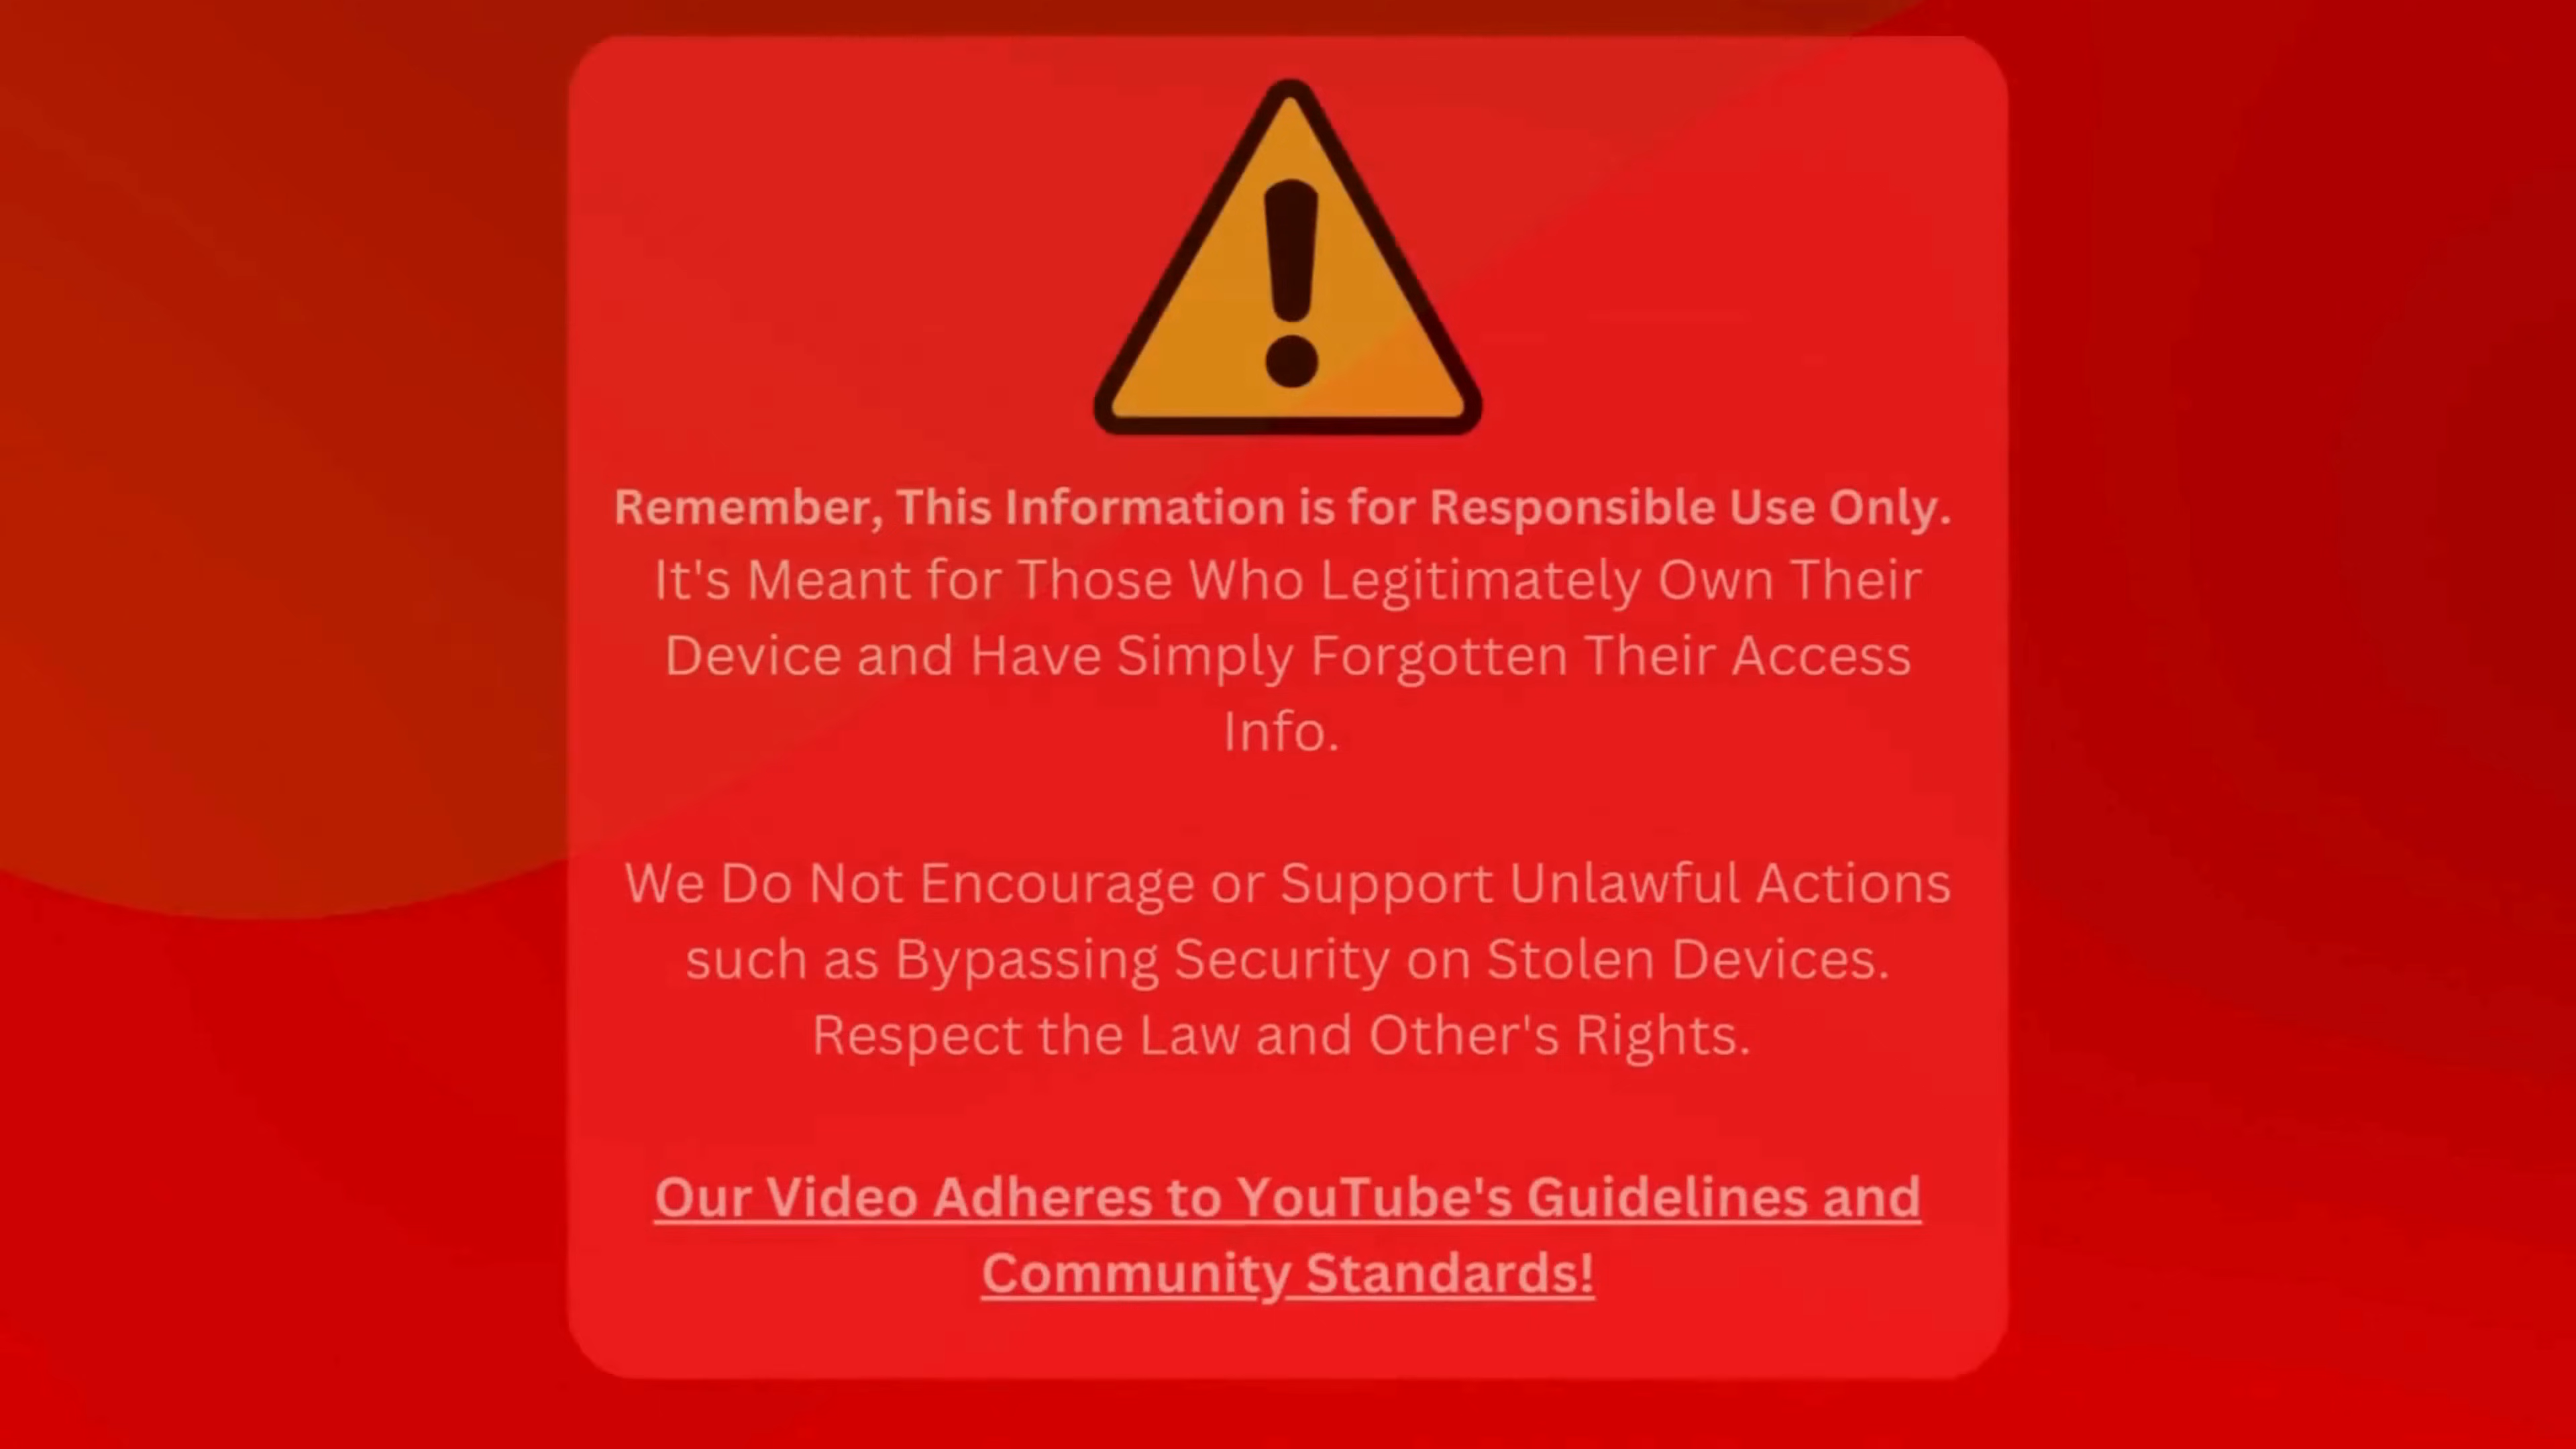 Remember, This Information is for Responsible Use Only.
It's Meant for Those Who Legitimately Own Their
Device and Have Simply Forgotten Their Access
Info.
We Do Not Encourage or Support Unlawful Actions
such as Bypassing Security on Stolen Devices.
Respect the Law and Other's Rights.
Our Video Adheres to YouTube's Guidelines and
Community Standards!